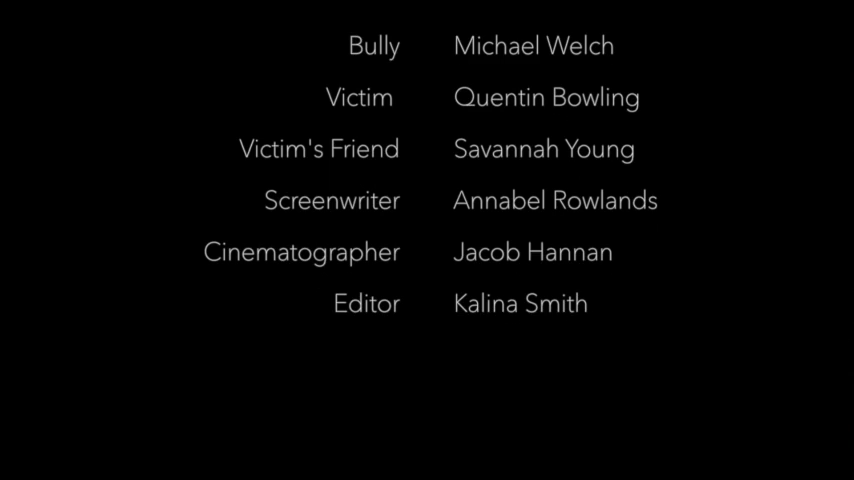 Bully Michael Welch
Victim Quentin Bowling
Victim's Friend Savannah Young
Screenwriter Annabel Rowlands
Cinematographer Jacob Hannan
Editor Kalina Smith